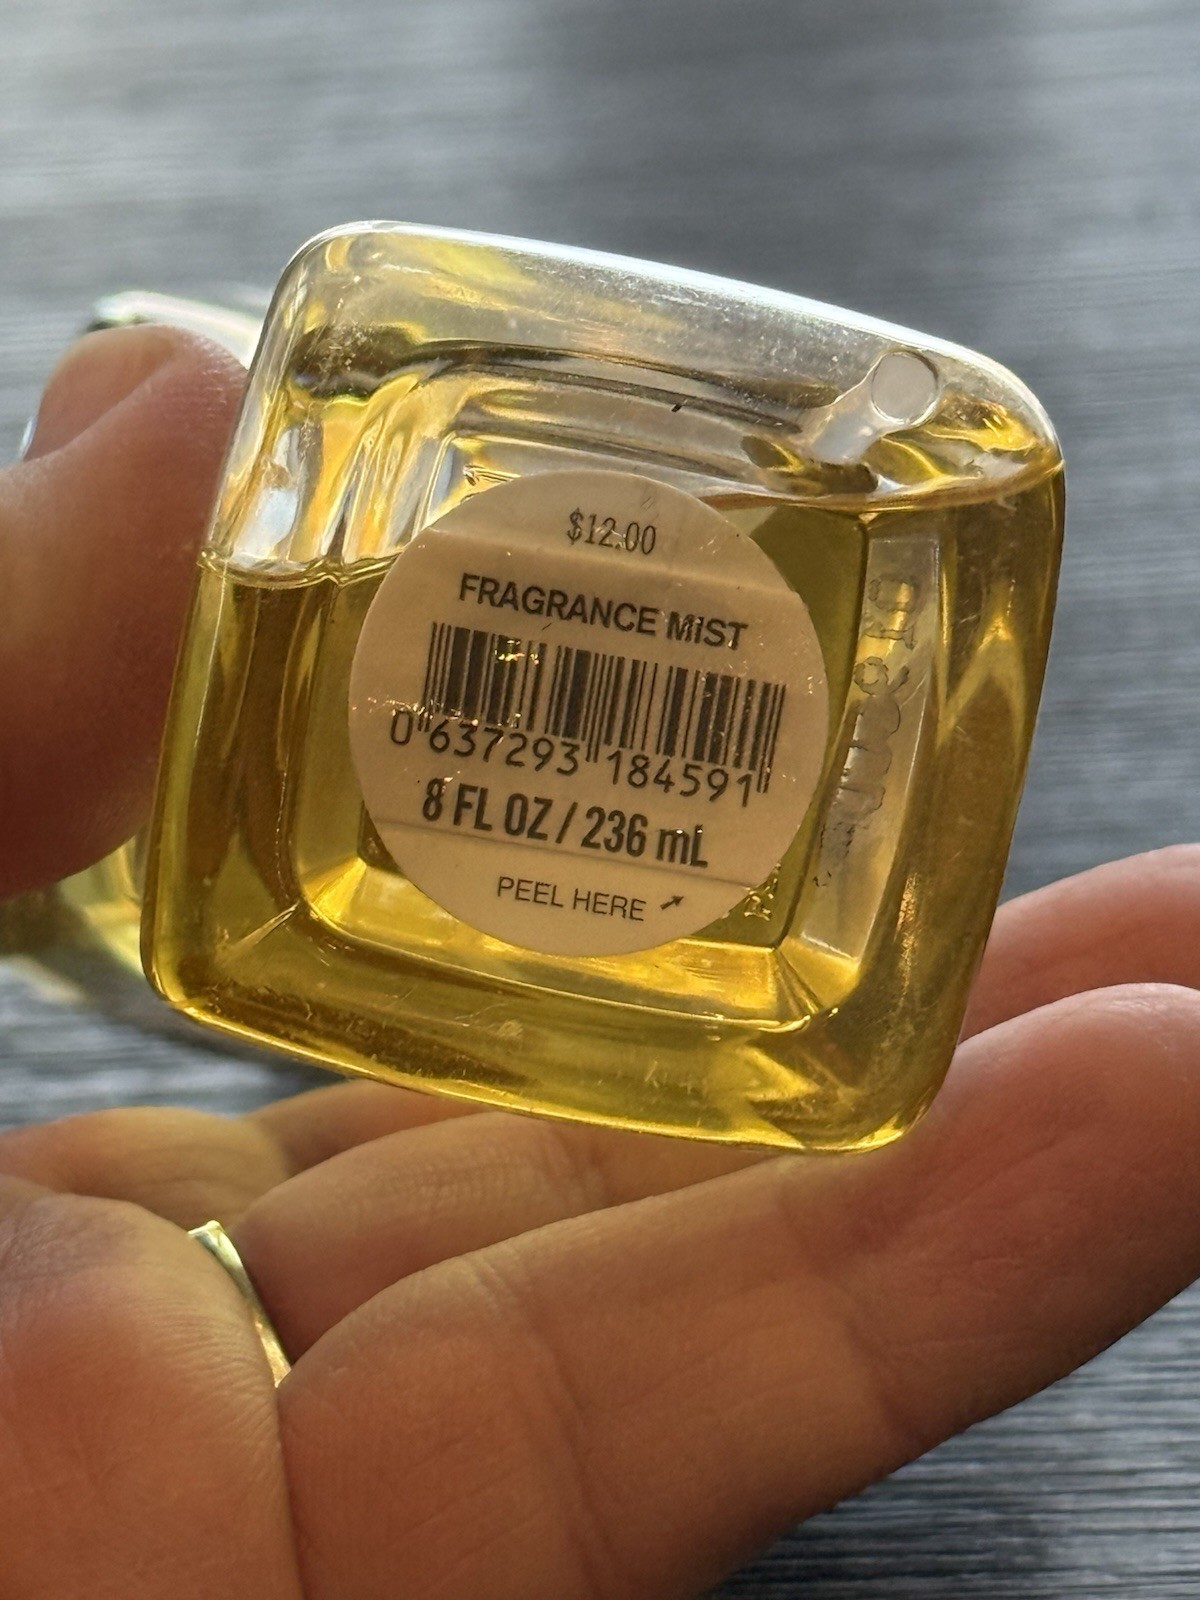 $12.00
FRAGRANCE MIST
0 637293 184591
8 FL OZ / 236 mL
PEEL HERE ↗